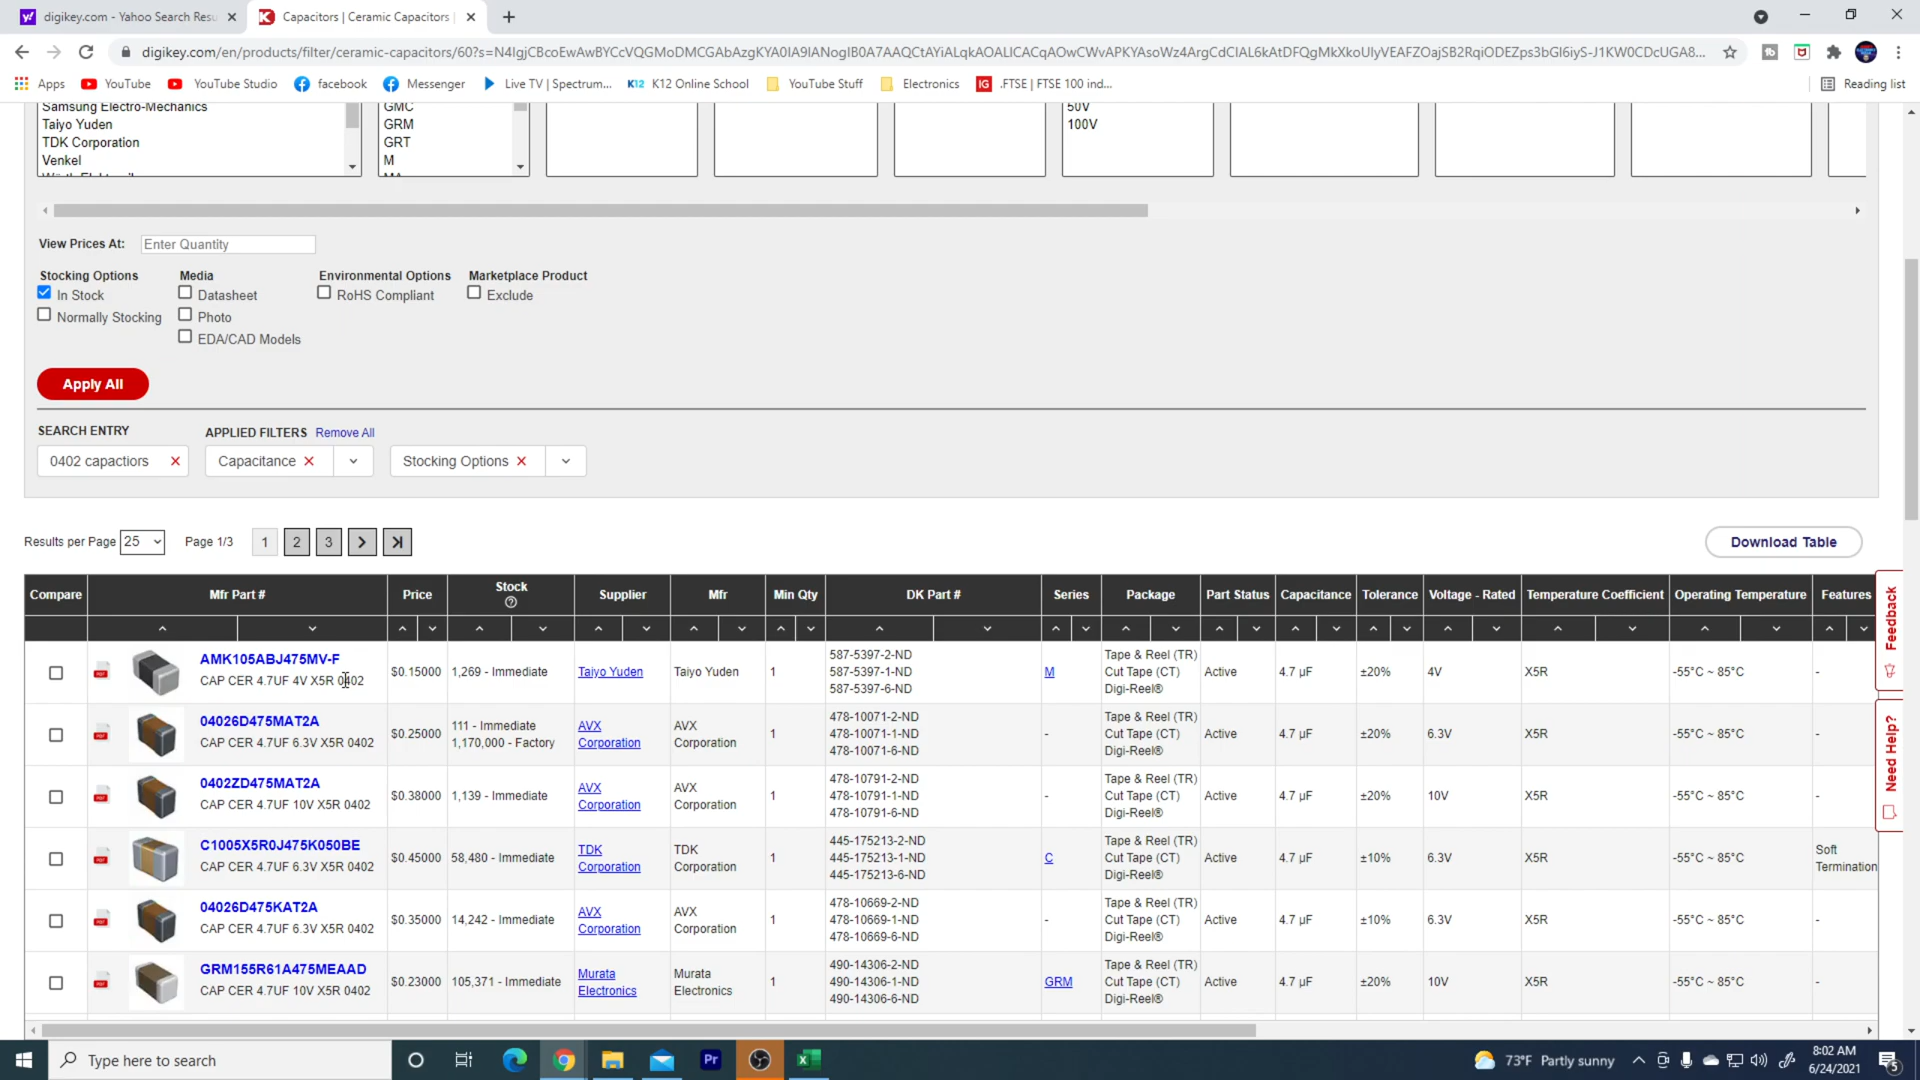 digikey.com - Yahoo Search Resu
Capacitors | Ceramic Capacitors |
digikey.com/en/products/filter/ceramic-capacitors/60?s=
Apps
YouTube
YouTube Studio
facebook
Messenger
Live TV | Spectrum...
K12 K12 Online School
YouTube Stuff
Electronics
IG .FTSE | FTSE 100 ind...
Reading list
Samsung Electro-Mechanics
Taiyo Yuden
TDK Corporation
Venkel
GMC
GRM
GRT
M
50V
100V
View Prices At: Enter Quantity
Stocking Options
In Stock
Normally Stocking
Media
Datasheet
Photo
EDA/CAD Models
Environmental Options
RoHS Compliant
Marketplace Product
Exclude
Apply All
SEARCH ENTRY
0402 capactiors
APPLIED FILTERS Remove All
Capacitance
Stocking Options
Results per Page 25 Page 1/3 1 2 3
Download Table
Compare Mfr Part # Price Stock Supplier Mfr Min Qty DK Part # Series Package Part Status Capacitance Tolerance Voltage - Rated Temperature Coefficient Operating Temperature Features
AMK105ABJ475MV-F
CAP CER 4.7UF 4V X5R 0402
$0.15000
1,269 - Immediate
Taiyo Yuden
Taiyo Yuden
1
587-5397-2-ND
587-5397-1-ND
587-5397-6-ND
M
Tape & Reel (TR)
Cut Tape (CT)
Digi-Reel®
Active
4.7 µF
±20%
4V
X5R
-55°C ~ 85°C
-
04026D475MAT2A
CAP CER 4.7UF 6.3V X5R 0402
$0.25000
111 - Immediate
1,170,000 - Factory
AVX
Corporation
AVX
Corporation
1
478-10071-2-ND
478-10071-1-ND
478-10071-6-ND
-
Tape & Reel (TR)
Cut Tape (CT)
Digi-Reel®
Active
4.7 µF
±20%
6.3V
X5R
-55°C ~ 85°C
-
0402ZD475MAT2A
CAP CER 4.7UF 10V X5R 0402
$0.38000
1,139 - Immediate
AVX
Corporation
AVX
Corporation
1
478-10791-2-ND
478-10791-1-ND
478-10791-6-ND
-
Tape & Reel (TR)
Cut Tape (CT)
Digi-Reel®
Active
4.7 µF
±20%
10V
X5R
-55°C ~ 85°C
-
C1005X5R0J475K050BE
CAP CER 4.7UF 6.3V X5R 0402
$0.45000
58,480 - Immediate
TDK
Corporation
TDK
Corporation
1
445-175213-2-ND
445-175213-1-ND
445-175213-6-ND
C
Tape & Reel (TR)
Cut Tape (CT)
Digi-Reel®
Active
4.7 µF
±10%
6.3V
X5R
-55°C ~ 85°C
Soft
Termination
04026D475KAT2A
CAP CER 4.7UF 6.3V X5R 0402
$0.35000
14,242 - Immediate
AVX
Corporation
AVX
Corporation
1
478-10669-2-ND
478-10669-1-ND
478-10669-6-ND
-
Tape & Reel (TR)
Cut Tape (CT)
Digi-Reel®
Active
4.7 µF
±10%
6.3V
X5R
-55°C ~ 85°C
-
GRM155R61A475MEAAD
CAP CER 4.7UF 10V X5R 0402
$0.23000
105,371 - Immediate
Murata
Electronics
Murata
Electronics
1
490-14306-2-ND
490-14306-1-ND
490-14306-6-ND
GRM
Tape & Reel (TR)
Cut Tape (CT)
Digi-Reel®
Active
4.7 µF
±20%
10V
X5R
-55°C ~ 85°C
-
Feedback
Need Help?
Type here to search
Pr
73°F Partly sunny
8:02 AM
6/24/2021
5